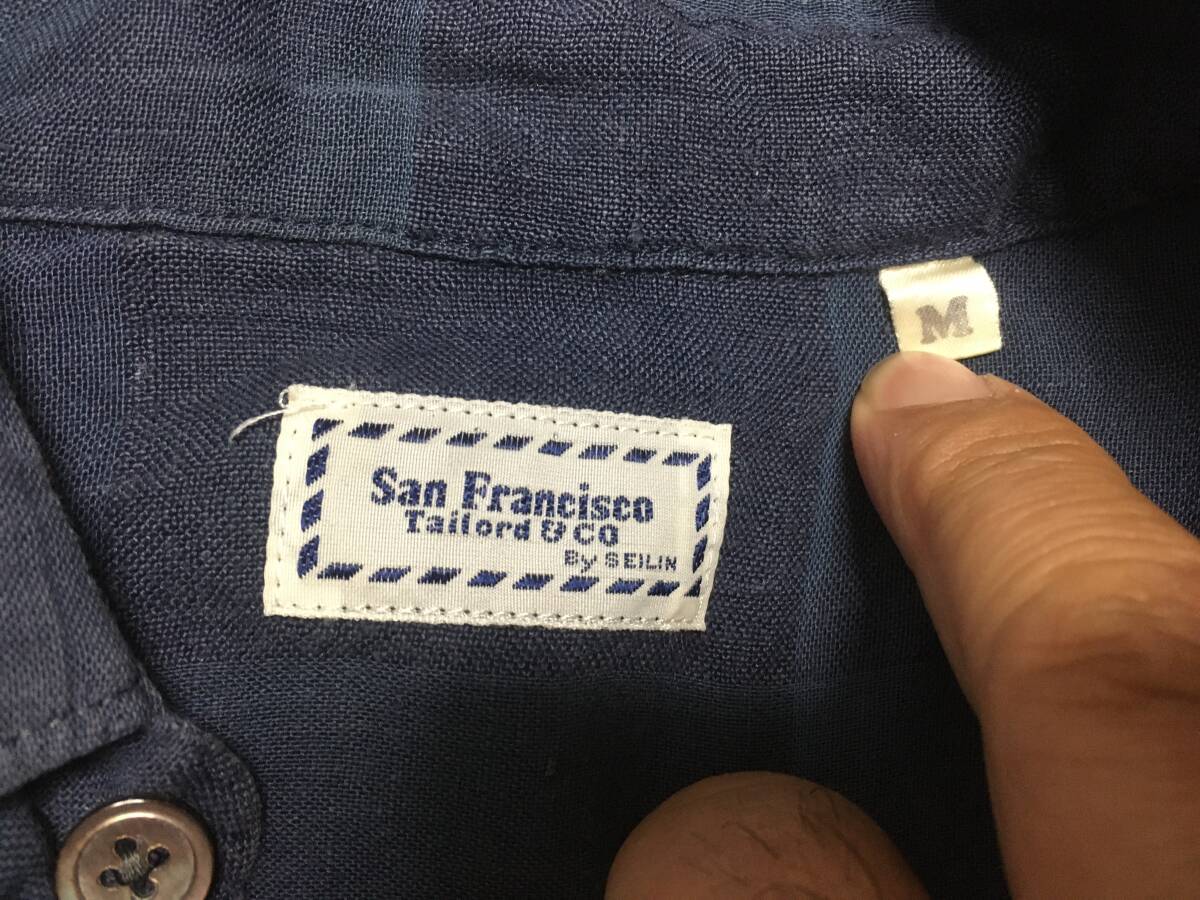 M
San Francisco
Tailord & CO
By SEILIN